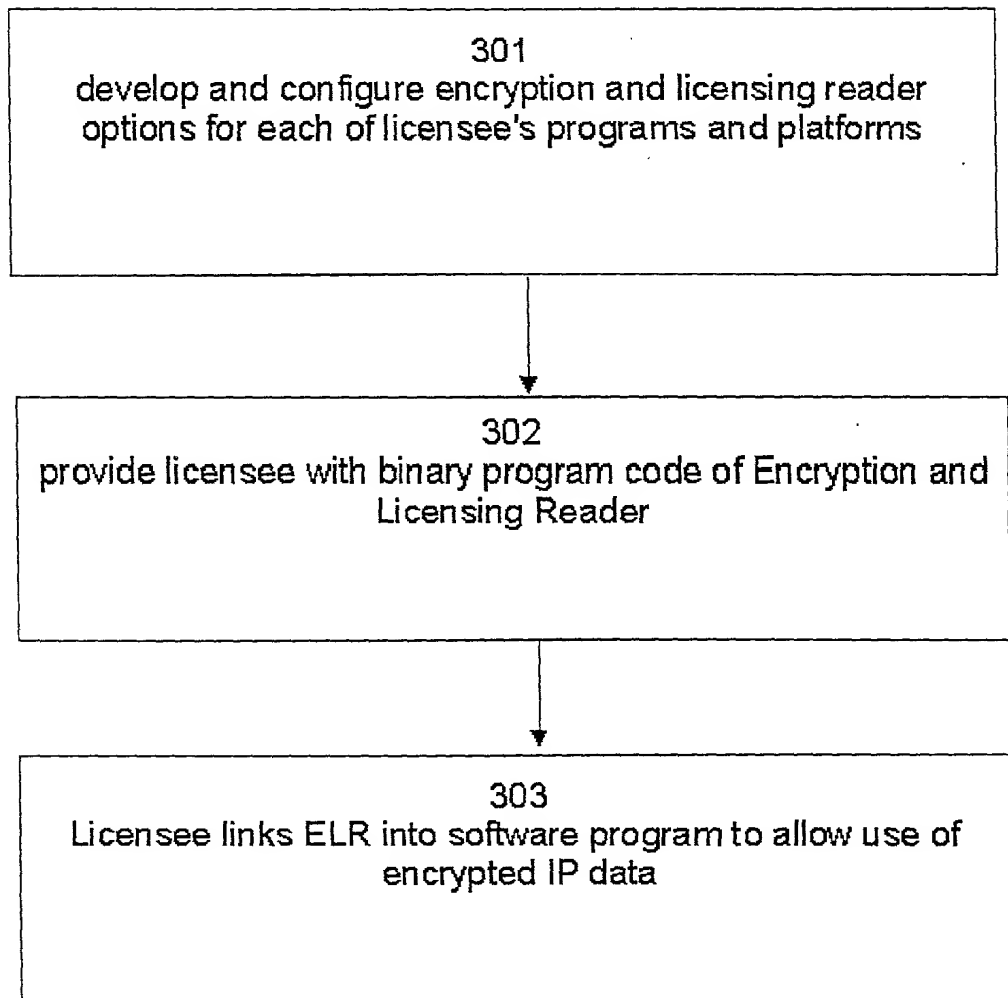 301
develop and configure encryption and licensing reader
options for each of licensee's programs and platforms
302
provide licensee with binary program code of Encryption and
Licensing Reader
303
Licensee links ELR into software program to allow use of
encrypted IP data